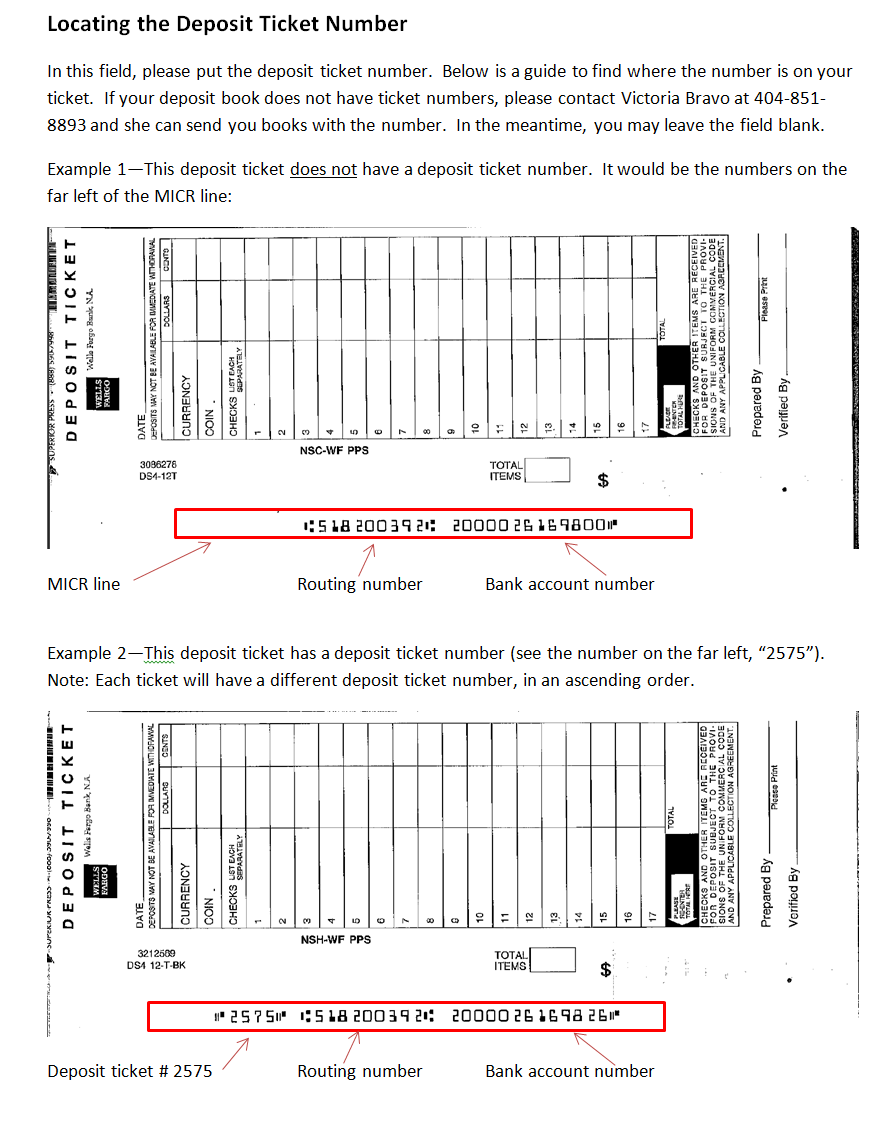 Locating the Deposit Ticket Number
In this field, please put the deposit ticket number. Below is a guide to find where the number is on your
ticket. If your deposit book does not have ticket numbers, please contact Victoria Bravo at 404-851-
8893 and she can send you books with the number. In the meantime, you may leave the field blank.
Example 1—This deposit ticket does not have a deposit ticket number. It would be the numbers on the
far left of the MICR line:
SUPERIOR PRESS
DEPOSIT TICKET
Wells Fargo Bank, N.A.
WELLS
FARGO
DATE
DEPOSITS MAY NOT BE AVAILABLE FOR IMMEDIATE WITHDRAWAL
DOLLARS CENTS
CURRENCY
COIN
CHECKS LIST EACH
SEPARATELY
1
2
3
4
5
6
7
8
9
10
11
12
13
14
15
16
17
TOTAL
PLEASE
RE-ENTER
TOTAL HERE
CHECKS AND OTHER ITEMS ARE RECEIVED
FOR DEPOSIT SUBJECT TO THE PROVI-
SIONS OF THE UNIFORM COMMERCIAL CODE
AND ANY APPLICABLE COLLECTION AGREEMENT.
Prepared By
Please Print
Verified By
NSC-WF PPS
3086276
DS4-12T
TOTAL
ITEMS
$
⑆518200392⑆ 2000026169800⑈
MICR line
Routing number
Bank account number
Example 2—This deposit ticket has a deposit ticket number (see the number on the far left, “2575”).
Note: Each ticket will have a different deposit ticket number, in an ascending order.
DEPOSIT TICKET
Wells Fargo Bank, N.A.
WELLS
FARGO
DATE
DEPOSITS MAY NOT BE AVAILABLE FOR IMMEDIATE WITHDRAWAL
DOLLARS CENTS
CURRENCY
COIN
CHECKS LIST EACH
SEPARATELY
1
2
3
4
5
6
7
8
9
10
11
12
13
14
15
16
17
TOTAL
PLEASE
RE-ENTER
TOTAL HERE
CHECKS AND OTHER ITEMS ARE RECEIVED
FOR DEPOSIT SUBJECT TO THE PROVI-
SIONS OF THE UNIFORM COMMERCIAL CODE
AND ANY APPLICABLE COLLECTION AGREEMENT.
Prepared By
Please Print
Verified By
NSH-WF PPS
3212589
DS4 12-T-BK
TOTAL
ITEMS
$
⑈2575⑈ ⑆518200392⑆ 2000026169826⑈
Deposit ticket # 2575
Routing number
Bank account number